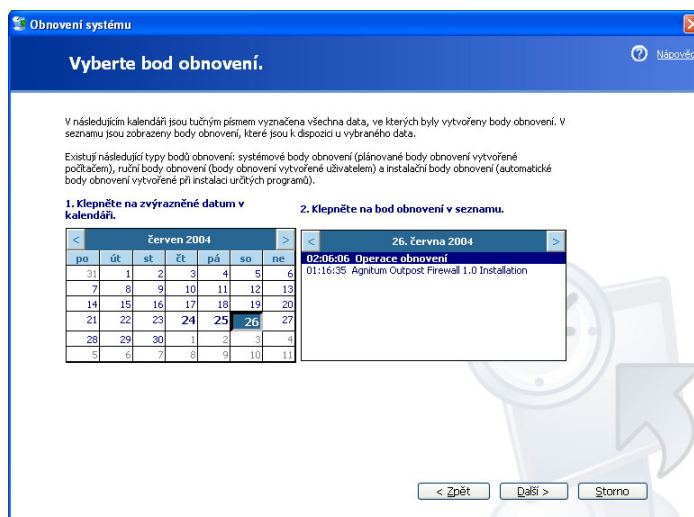 Obnovení systému
Vyberte bod obnovení.
Nápověd
V následujícím kalendáři jsou tučným písmem vyznačena všechna data, ve kterých byly vytvořeny body obnovení. V
seznamu jsou zobrazeny body obnovení, které jsou k dispozici u vybraného data.
Existují následující typy bodů obnovení: systémové body obnovení (plánované body obnovení vytvořené
počítačem), ruční body obnovení (body obnovení vytvořené uživatelem) a instalační body obnovení (automatické
body obnovení vytvořené při instalaci určitých programů).
1. Klepněte na zvýrazněné datum v
kalendáři.
< červen 2004 >
po út st čt pá so ne
31 1 2 3 4 5 6
7 8 9 10 11 12 13
14 15 16 17 18 19 20
21 22 23 24 25 26 27
28 29 30 1 2 3 4
5 6 7 8 9 10 11
2. Klepněte na bod obnovení v seznamu.
< 26. června 2004 >
02:06:06 Operace obnovení
01:16:35 Agnitum Outpost Firewall 1.0 Installation
< Zpět
Další >
Storno